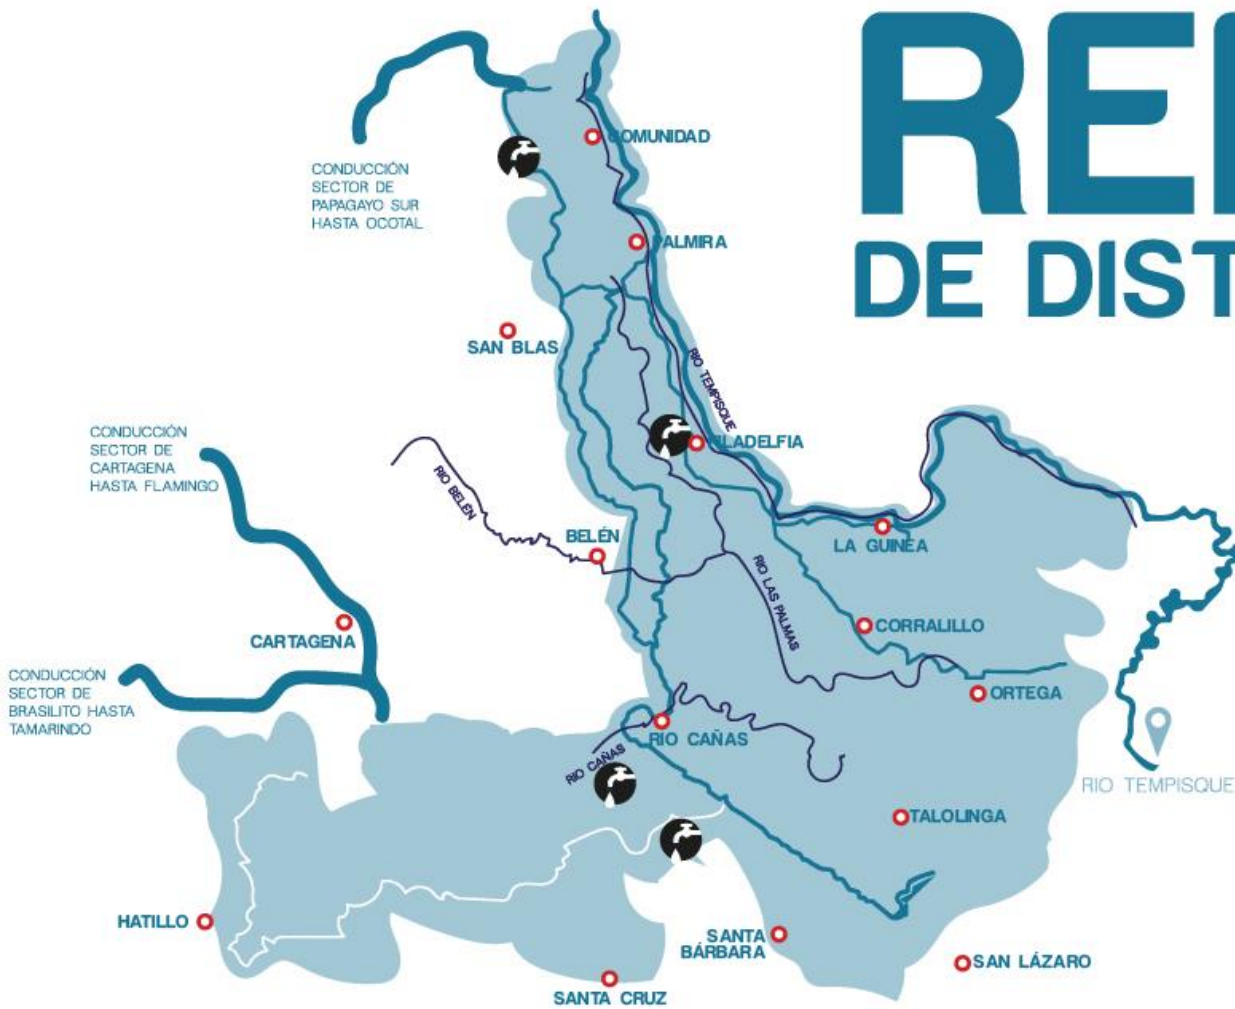 RE
DE DIST
COMUNIDAD
CONDUCCIÓN
SECTOR DE
PAPAGAYO SUR
HASTA OCOTAL
PALMIRA
SAN BLAS
RIO TEMPISQUE
CONDUCCIÓN
SECTOR DE
CARTAGENA
HASTA FLAMINGO
FILADELFIA
RIO BELÉN
BELÉN
LA GUINEA
RIO LAS PALMAS
CORRALILLO
CARTAGENA
CONDUCCIÓN
SECTOR DE
BRASILITO HASTA
TAMARINDO
ORTEGA
RIO CAÑAS
RIO CAÑAS
RIO TEMPISQUE
TALOLINGA
HATILLO
SANTA
BÁRBARA
SAN LÁZARO
SANTA CRUZ